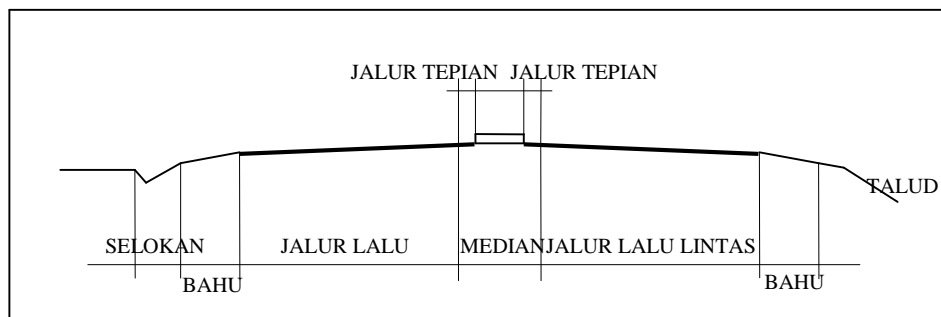 JALUR TEPIAN JALUR TEPIAN
TALUD
SELOKAN JALUR LALU MEDIAN JALUR LALU LINTAS
BAHU BAHU